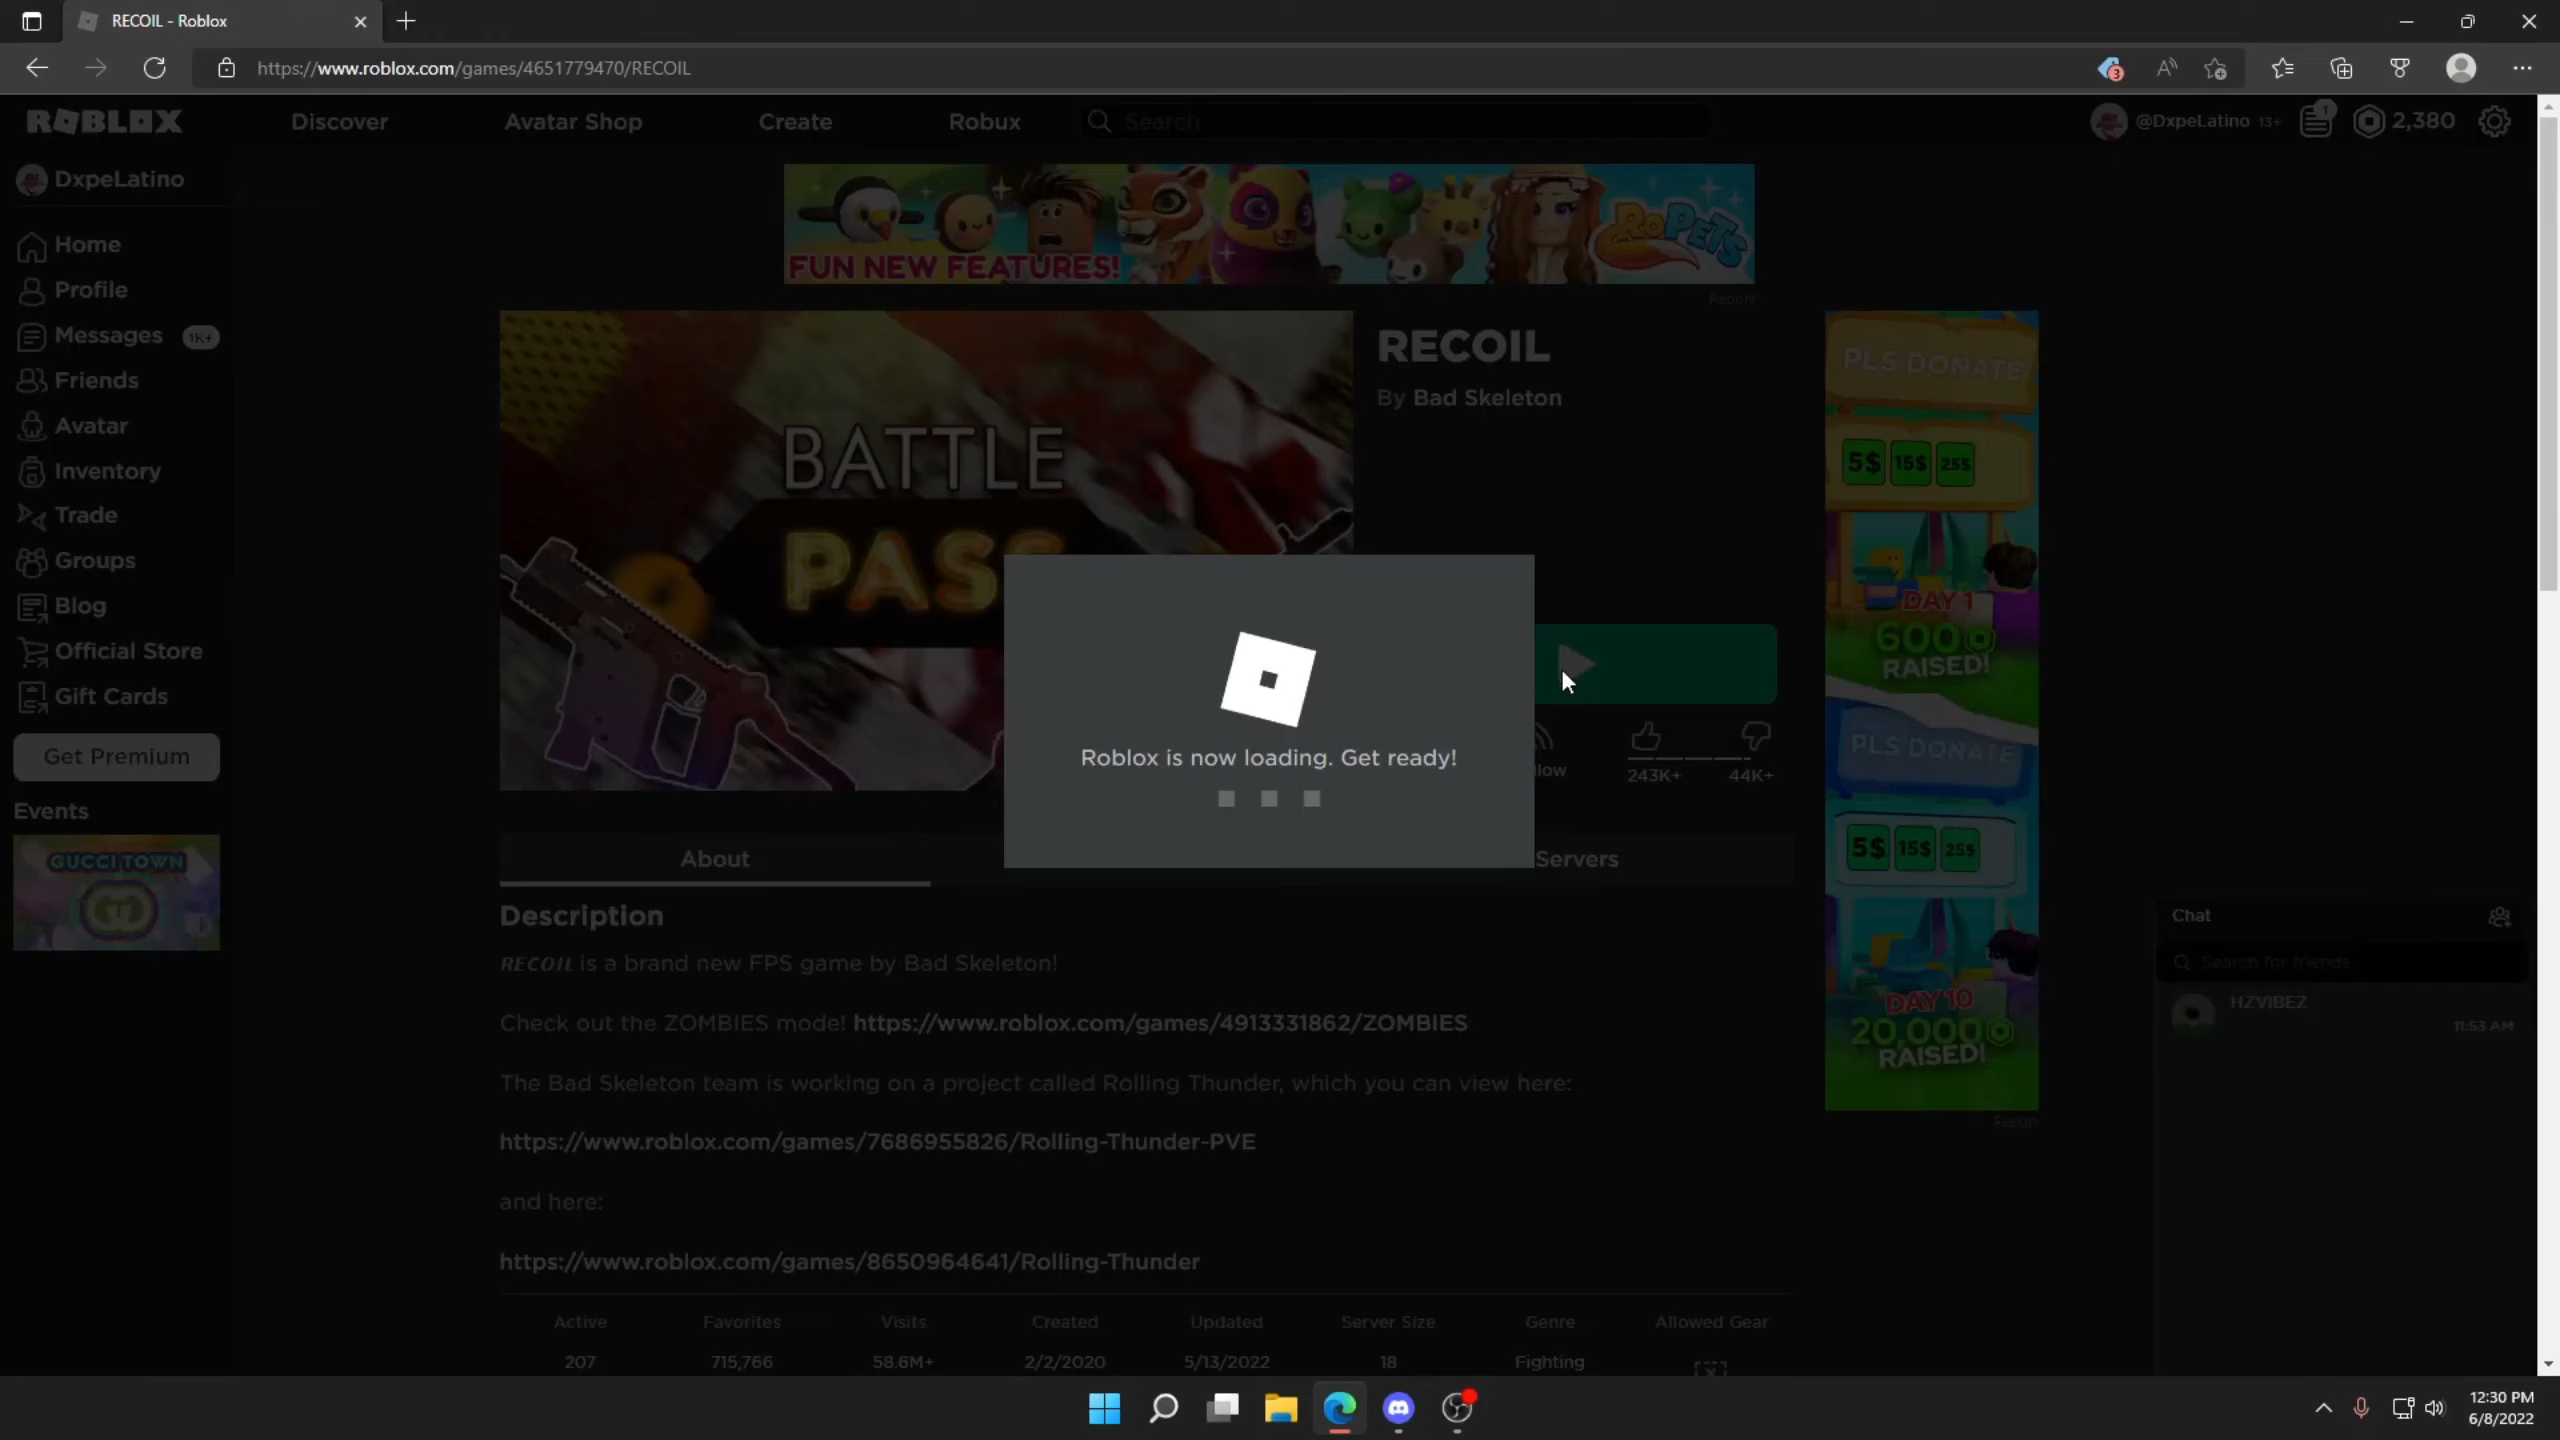 RECOIL - Roblox
https://www.roblox.com/games/4651779470/RECOIL
3
ROBLOX
Discover
Avatar Shop
Create
Robux
Search
@DxpeLatino 13+
1
2,380
DxpeLatino
Home
Profile
Messages
1K+
Friends
Avatar
Inventory
Trade
Groups
Blog
Official Store
Gift Cards
Get Premium
Events
GUCCI TOWN
FUN NEW FEATURES!
ROPETS
Report
BATTLE
PASS
RECOIL
By Bad Skeleton
Roblox is now loading. Get ready!
243K+
44K+
About
Servers
Description
RECOIL is a brand new FPS game by Bad Skeleton!
Check out the ZOMBIES mode! https://www.roblox.com/games/4913331862/ZOMBIES
The Bad Skeleton team is working on a project called Rolling Thunder, which you can view here:
https://www.roblox.com/games/7686955826/Rolling-Thunder-PVE
and here:
https://www.roblox.com/games/8650964641/Rolling-Thunder
Active
Favorites
Visits
Created
Updated
Server Size
Genre
Allowed Gear
207
715,766
58.6M+
2/2/2020
5/13/2022
18
Fighting
PLS DONATE
5$ 15$ 25$
DAY 1
600
RAISED!
PLS DONATE
5$ 15$ 25$
DAY 10
20,000
RAISED!
Report
Chat
Search for friends
HZVIBEZ
11:53 AM
12:30 PM
6/8/2022